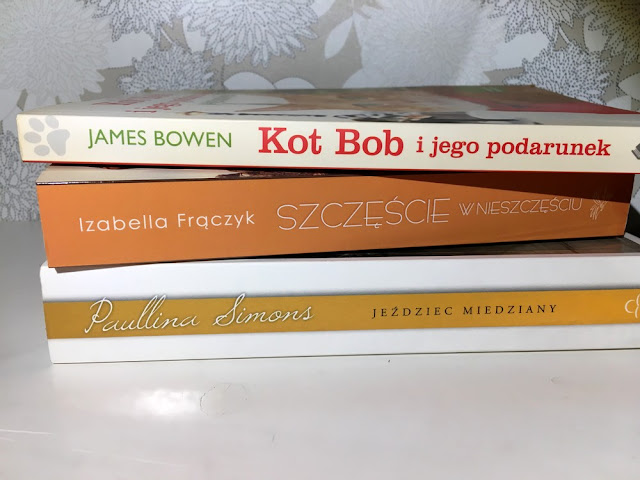 JAMES BOWEN Kot Bob i jego podarunek
Izabella Frączyk SZCZĘŚCIE W NIESZCZĘŚCIU
Paullina Simons JEŹDZIEC MIEDZIANY